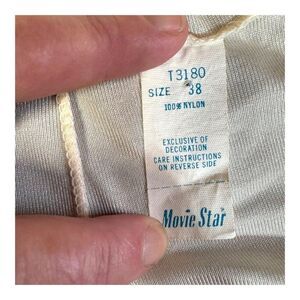 T3180
SIZE 38
100% NYLON
EXCLUSIVE OF
DECORATION
CARE INSTRUCTIONS
ON REVERSE SIDE
Movie Star